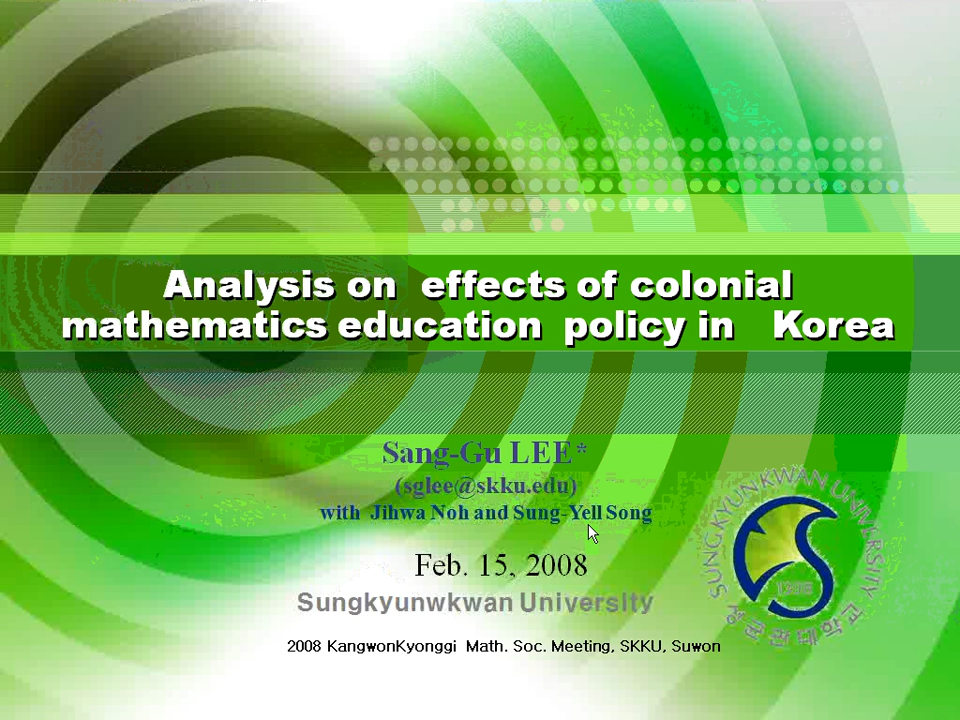 Analysis on effects of colonial
mathematics education policy in Korea
Sang-Gu LEE*
(sglee@skku.edu)
with Jihwa Noh and Sung-Yell Song
Feb. 15, 2008
Sungkyunwkwan University
2008 KangwonKyonggi Math. Soc. Meeting, SKKU, Suwon
SUNGKYUNKWAN UNIVERSITY
1398